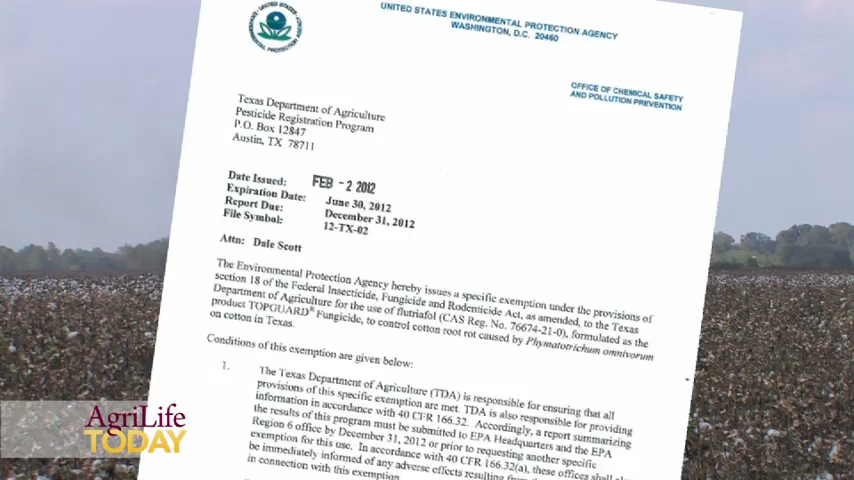 UNITED STATES ENVIRONMENTAL PROTECTION AGENCY
WASHINGTON, D.C. 20460
OFFICE OF CHEMICAL SAFETY
AND POLLUTION PREVENTION
Texas Department of Agriculture
Pesticide Registration Program
P.O. Box 12847
Austin, TX 78711
Date Issued: FEB - 2 2012
Expiration Date: June 30, 2012
Report Due: December 31, 2012
File Symbol: 12-TX-02
Attn: Dale Scott
The Environmental Protection Agency hereby issues a specific exemption under the provisions of
section 18 of the Federal Insecticide, Fungicide and Rodenticide Act, as amended, to the Texas
Department of Agriculture for the use of flutriafol (CAS Reg. No. 76674-21-0), formulated as the
product TOPGUARD® Fungicide, to control cotton root rot caused by Phymatotrichum omnivorum
on cotton in Texas.
Conditions of this exemption are given below:
1. The Texas Department of Agriculture (TDA) is responsible for ensuring that all
provisions of this specific exemption are met. TDA is also responsible for providing
information in accordance with 40 CFR 166.32. Accordingly, a report summarizing
the results of this program must be submitted to EPA Headquarters and the EPA
Region 6 office by December 31, 2012 or prior to requesting another specific
exemption for this use. In accordance with 40 CFR 166.32(a), these offices shall
be immediately informed of any adverse effects resulting from
in connection with this exemption.
AgriLife
TODAY